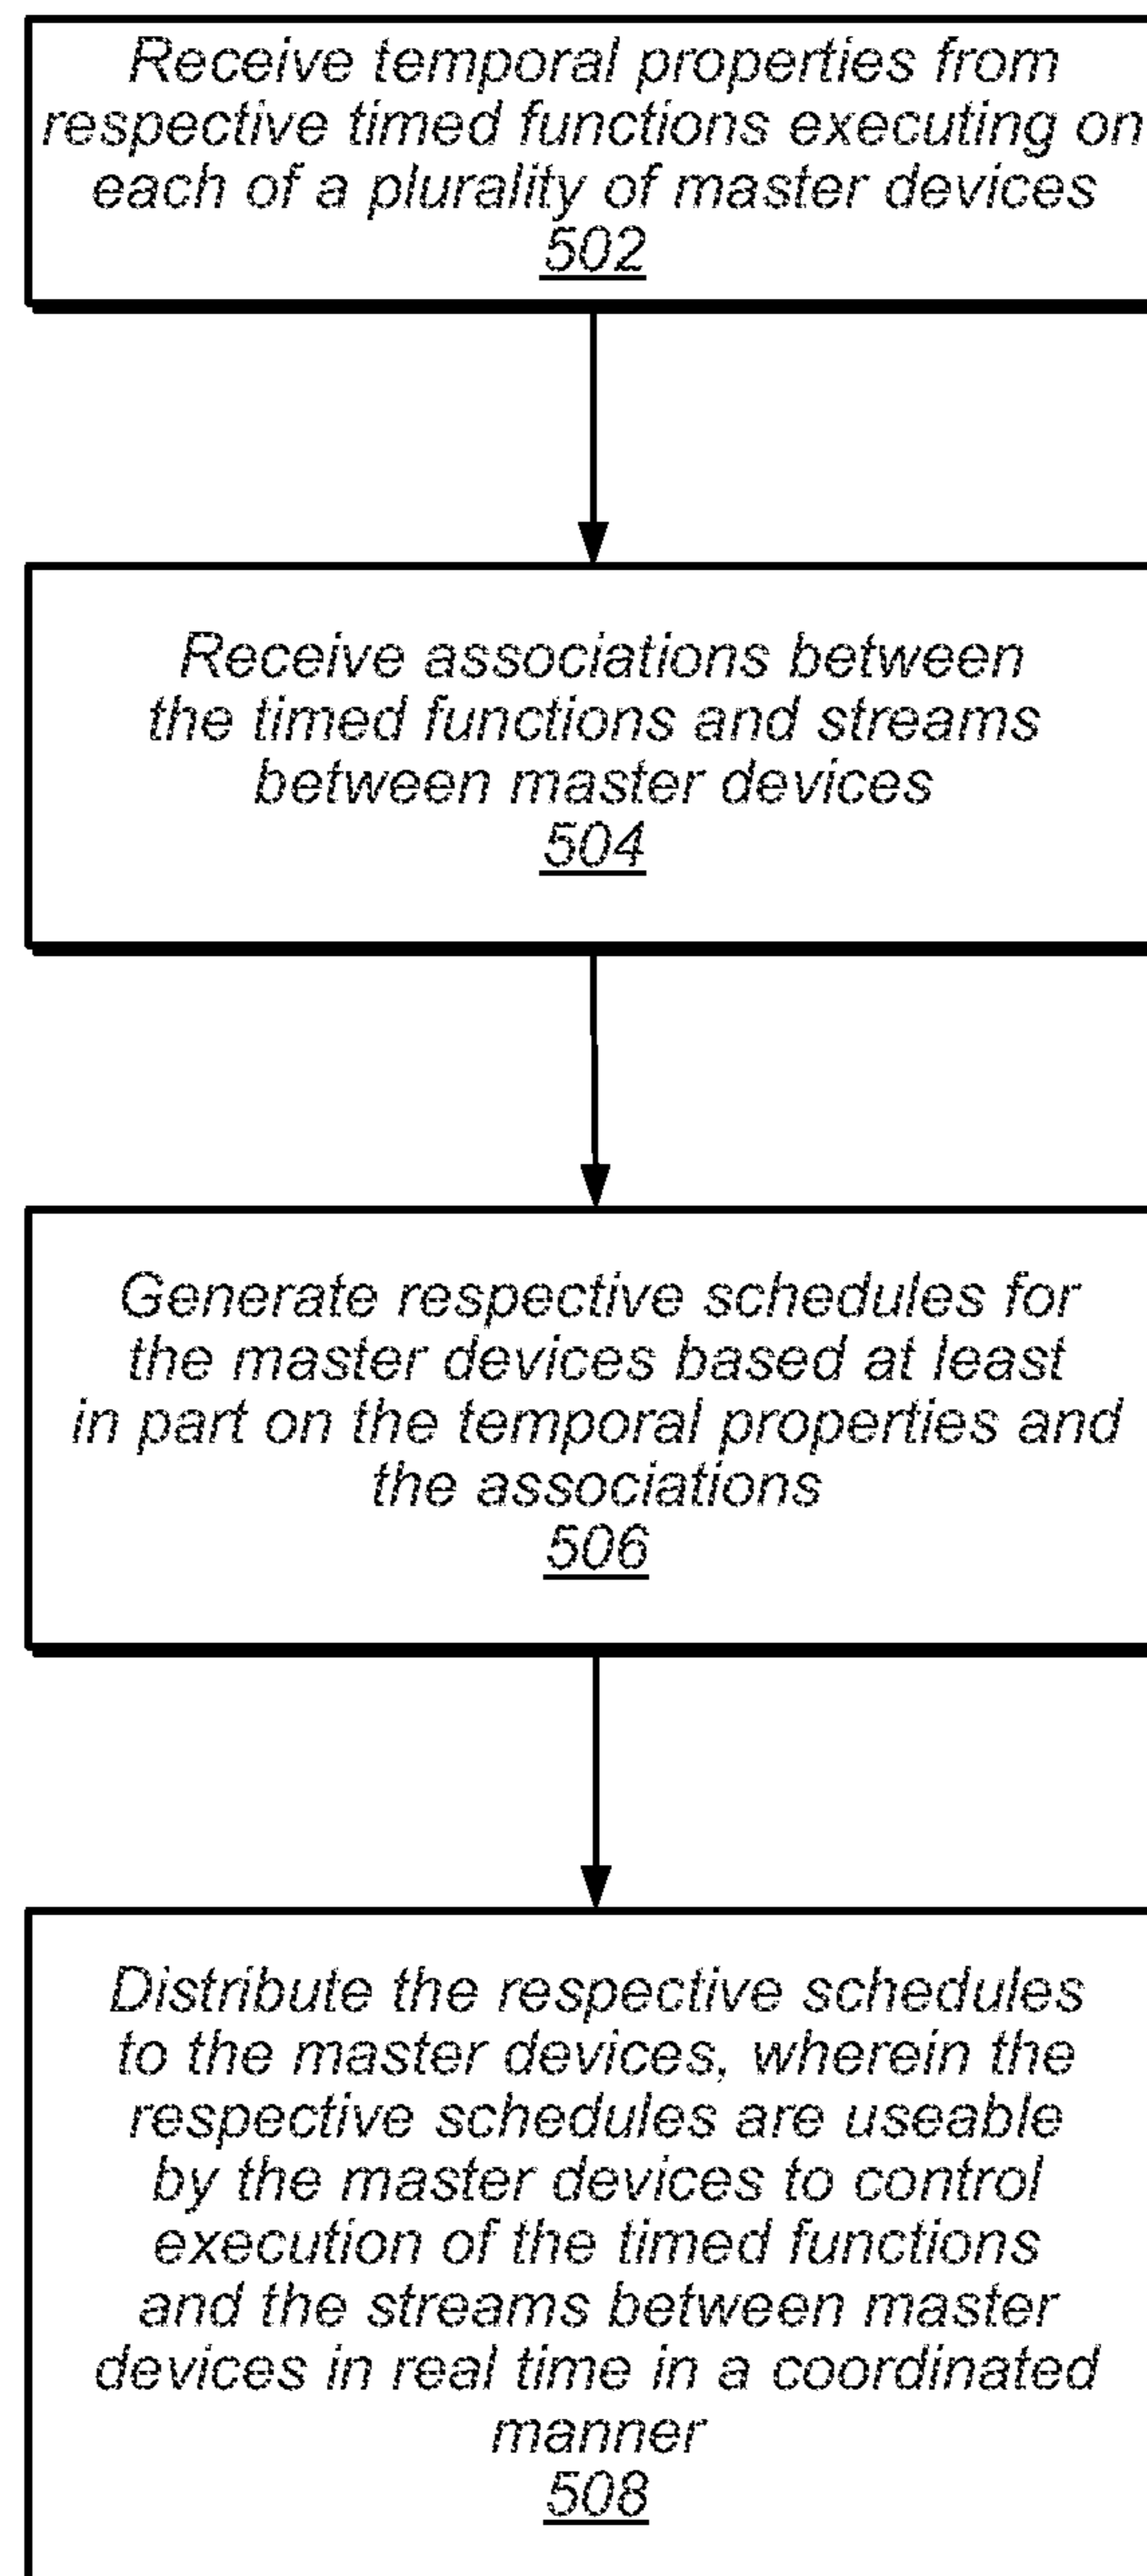 Receive temporal properties from
respective timed functions executing on
each of a plurality of master devices
502
Receive associations between
the timed functions and streams
between master devices
504
Generate respective schedules for
the master devices based at least
in part on the temporal properties and
the associations
506
Distribute the respective schedules
to the master devices, wherein the
respective schedules are useable
by the master devices to control
execution of the timed functions
and the streams between master
devices in real time in a coordinated
manner
508